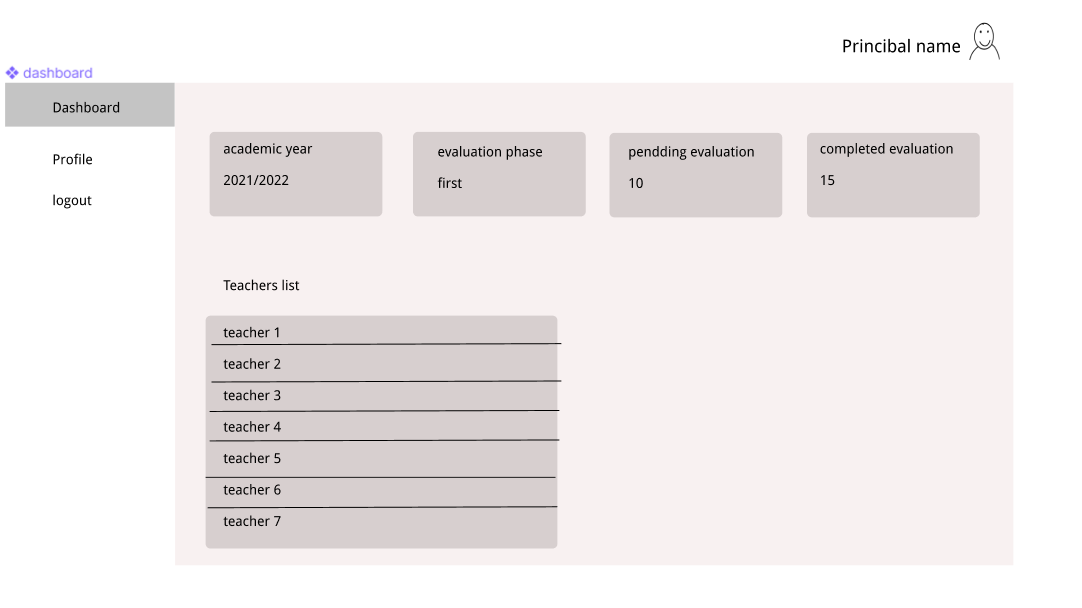 Princibal name
dashboard
Dashboard
Profile
logout
academic year
2021/2022
evaluation phase
first
pendding evaluation
10
completed evaluation
15
Teachers list
teacher 1
teacher 2
teacher 3
teacher 4
teacher 5
teacher 6
teacher 7